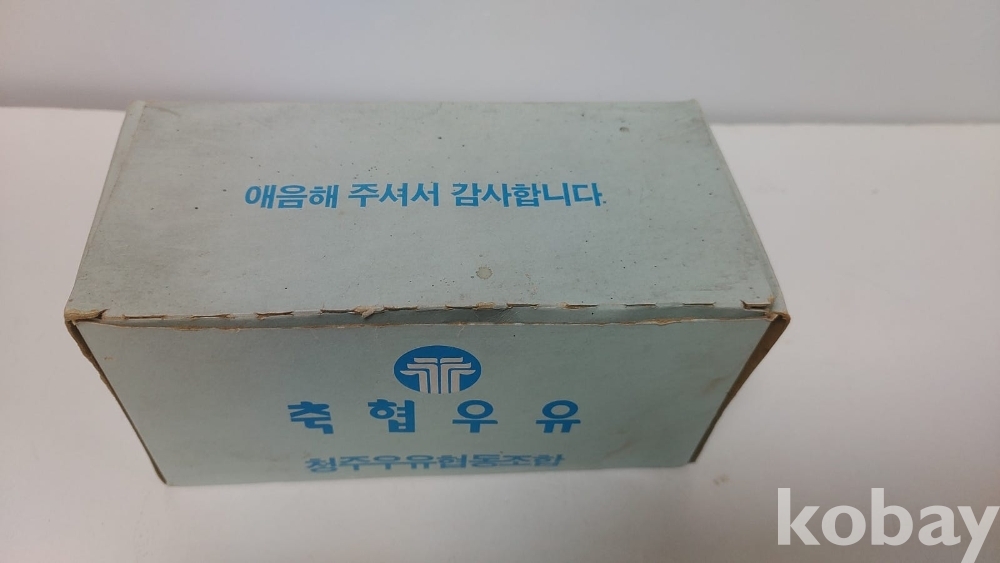 애음해 주셔서 감사합니다.
축협우유
청주우유협동조합
kobay